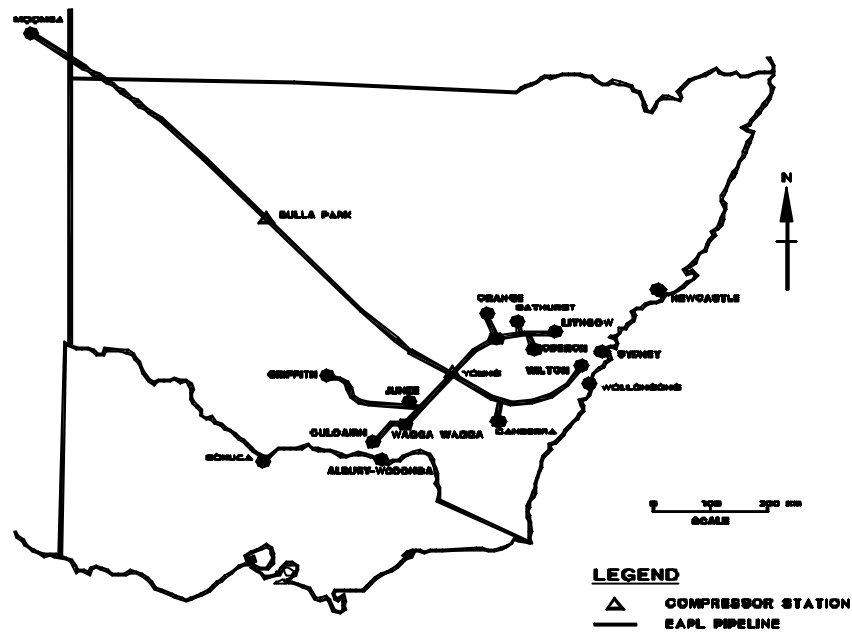 MOOMBA
N
BULLA PARK
ORANGE
BATHURST
NEWCASTLE
LITHGOW
OBERON
SYDNEY
WILTON
GRIFFITH
YOUNG
JUNEE
WOLLONGONG
CULCAIRN
WAGGA WAGGA
CANBERRA
ECHUCA
ALBURY-WODONGA
0 100 200 KM
SCALE
LEGEND
COMPRESSOR STATION
EAPL PIPELINE